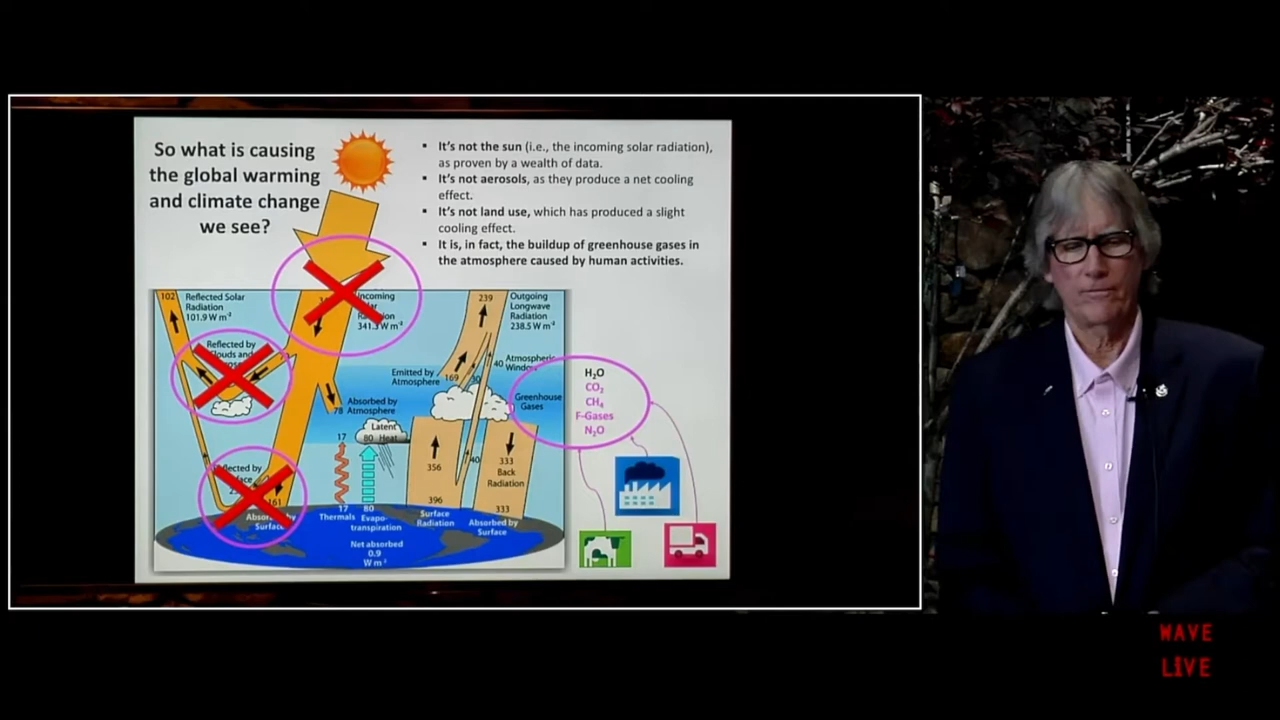 So what is causing
the global warming
and climate change
we see?
▪ It's not the sun (i.e., the incoming solar radiation),
as proven by a wealth of data.
▪ It's not aerosols, as they produce a net cooling
effect.
▪ It's not land use, which has produced a slight
cooling effect.
▪ It is, in fact, the buildup of greenhouse gases in
the atmosphere caused by human activities.
102
Reflected Solar
Radiation
101.9 W m⁻²
Incoming
341.3 W m⁻²
239
Outgoing
Longwave
Radiation
238.5 W m⁻²
Reflected by
Clouds and
Emitted by
Atmosphere
169
30
40
Atmospheric
78
Absorbed by
Atmosphere
Greenhouse
Gases
H₂O
CO₂
CH₄
F-Gases
N₂O
Latent
80 Heat
17
356
40
333
Back
Radiation
161
396
333
17
Thermals
80
Evapo-
transpiration
Surface
Radiation
Absorbed by
Surface
Surface
Net absorbed
0.9
W m⁻²
WAVE
LIVE